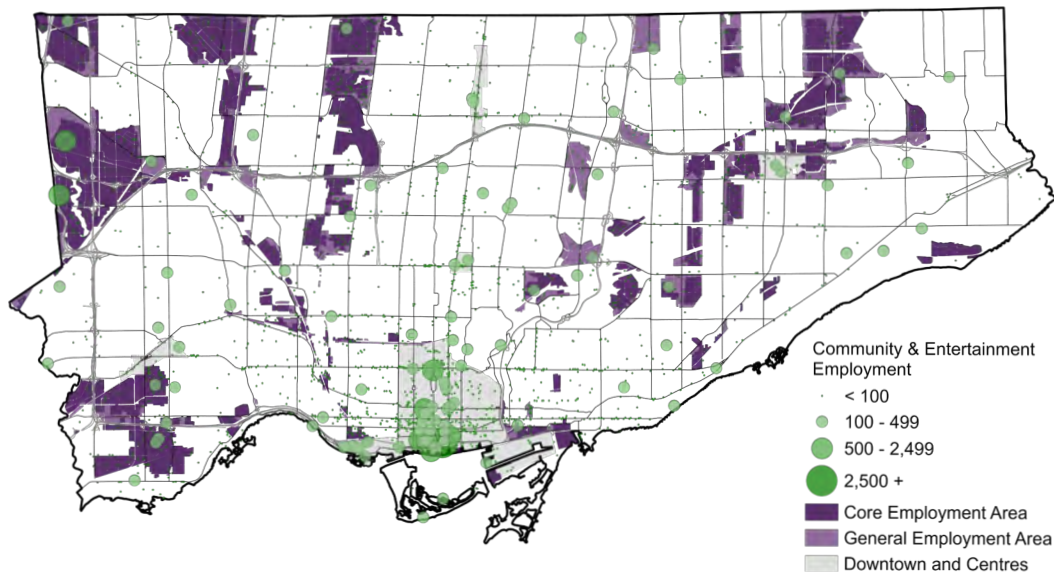 Community & Entertainment
Employment
< 100
100 - 499
500 - 2,499
2,500 +
Core Employment Area
General Employment Area
Downtown and Centres